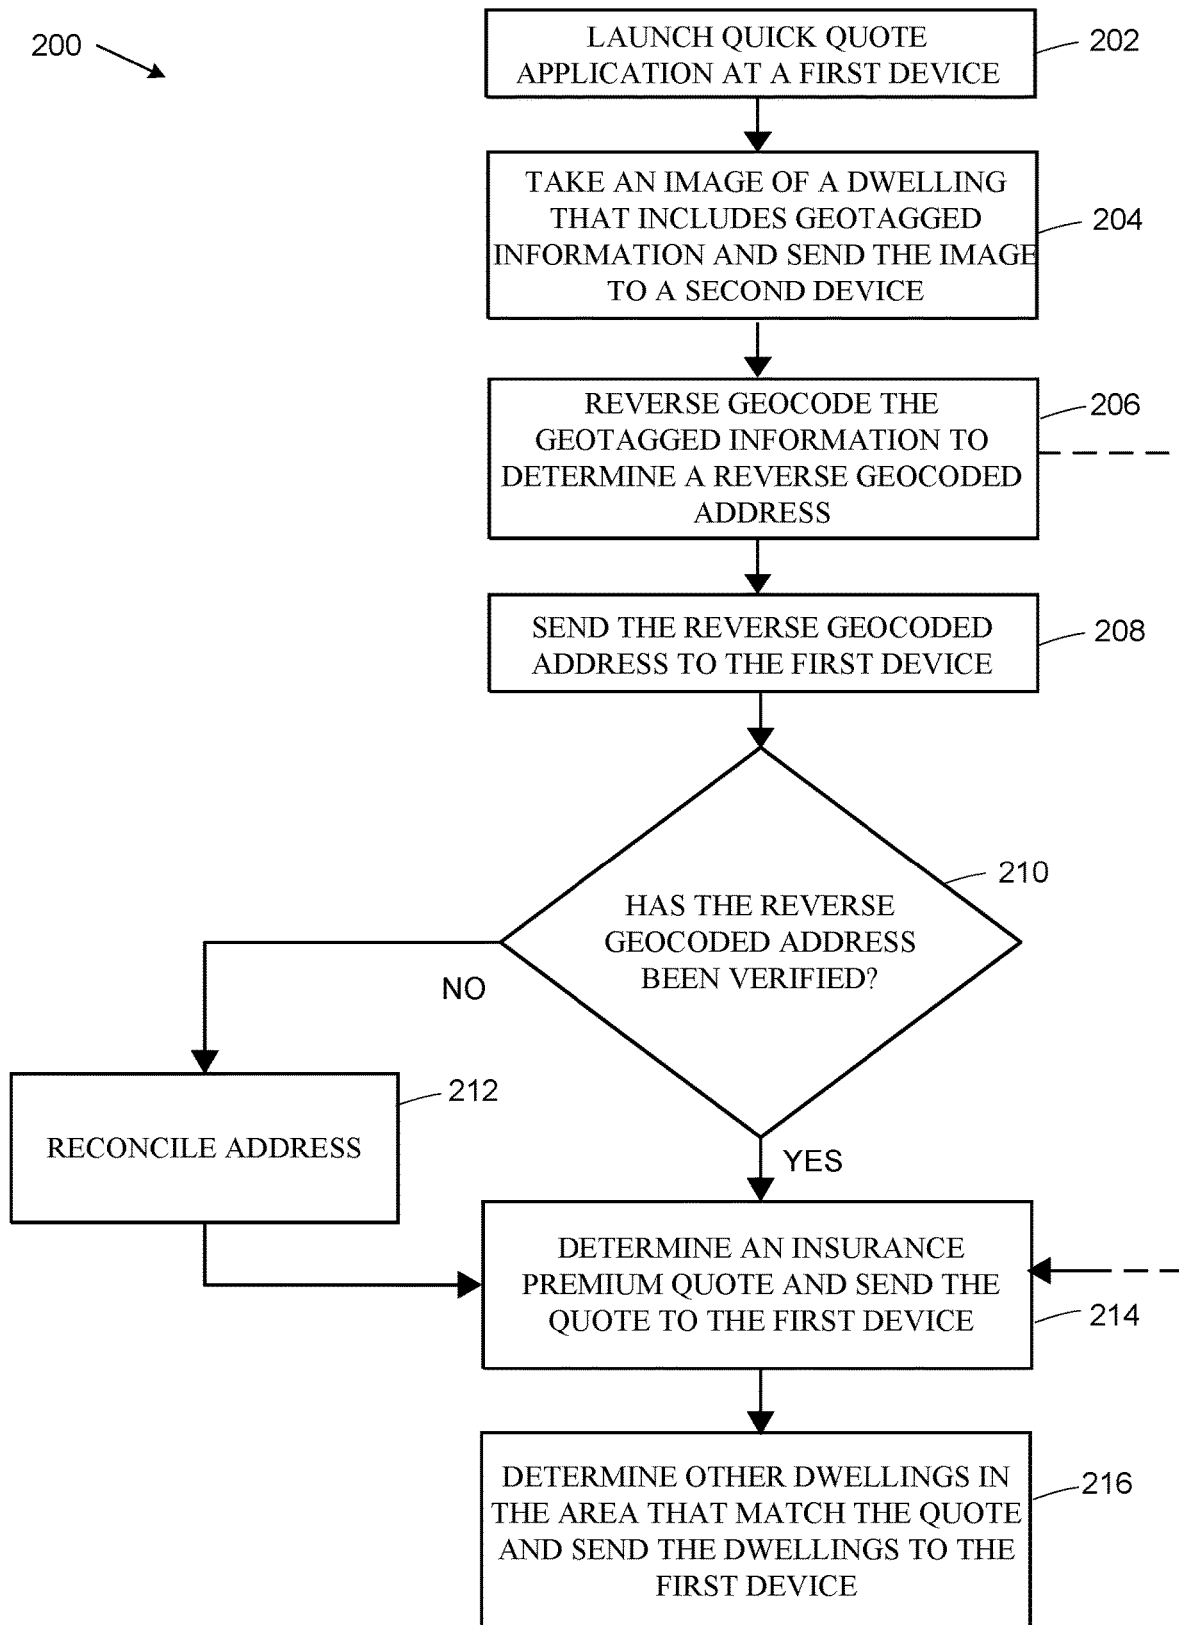 200
LAUNCH QUICK QUOTE
APPLICATION AT A FIRST DEVICE
202
TAKE AN IMAGE OF A DWELLING
THAT INCLUDES GEOTAGGED
INFORMATION AND SEND THE IMAGE
TO A SECOND DEVICE
204
REVERSE GEOCODE THE
GEOTAGGED INFORMATION TO
DETERMINE A REVERSE GEOCODED
ADDRESS
206
SEND THE REVERSE GEOCODED
ADDRESS TO THE FIRST DEVICE
208
HAS THE REVERSE
GEOCODED ADDRESS
BEEN VERIFIED?
210
NO
RECONCILE ADDRESS
212
YES
DETERMINE AN INSURANCE
PREMIUM QUOTE AND SEND THE
QUOTE TO THE FIRST DEVICE
214
DETERMINE OTHER DWELLINGS IN
THE AREA THAT MATCH THE QUOTE
AND SEND THE DWELLINGS TO THE
FIRST DEVICE
216